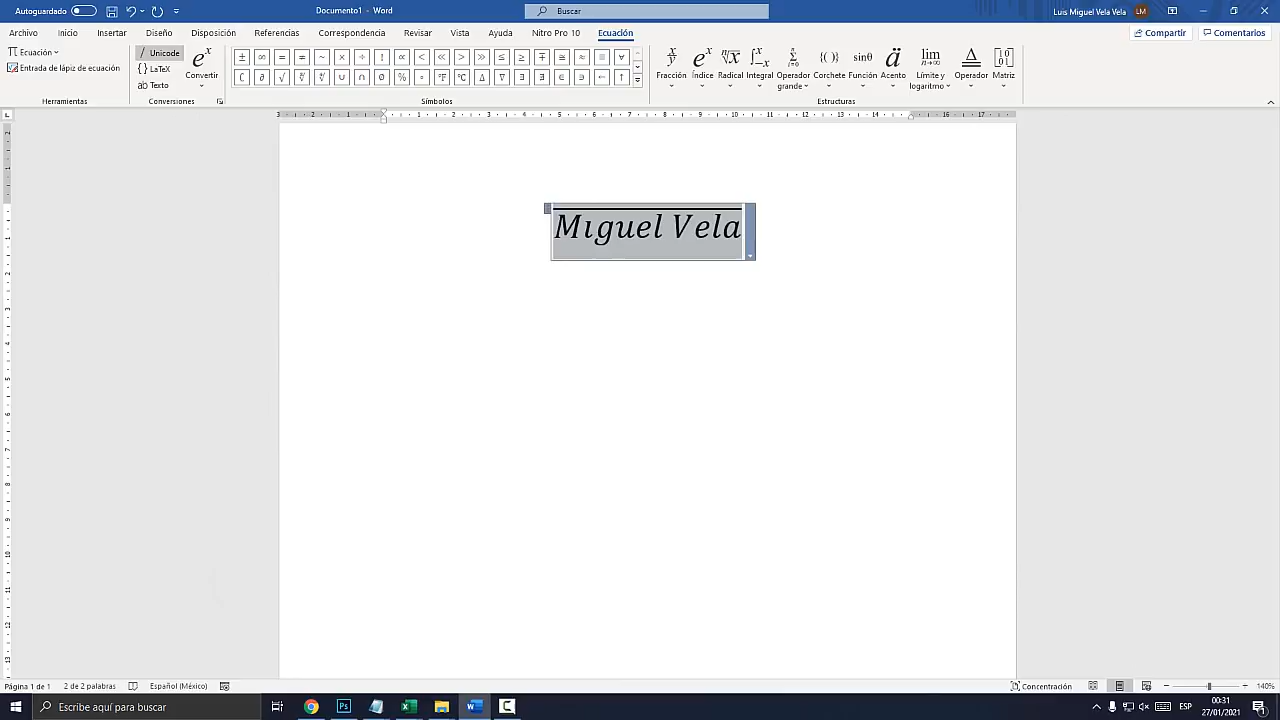 Autoguardado
Documento1 - Word
Buscar
Luis Miguel Vela Vela
LM
Archivo
Inicio
Insertar
Diseño
Disposición
Referencias
Correspondencia
Revisar
Vista
Ayuda
Nitro Pro 10
Ecuación
Compartir
Comentarios
π Ecuación
Entrada de lápiz de ecuación
Herramientas
Unicode
{ } LaTeX
ab Texto
Convertir
Conversiones
Símbolos
Fracción
Índice
Radical
Integral
Operador grande
Corchete
Función
Acento
Límite y logaritmo
Operador
Matriz
Estructuras
Mıguel Vela
Página 1 de 1
2 de 2 palabras
Español (México)
Concentración
140%
Escribe aquí para buscar
ESP
00:31
27/01/2021